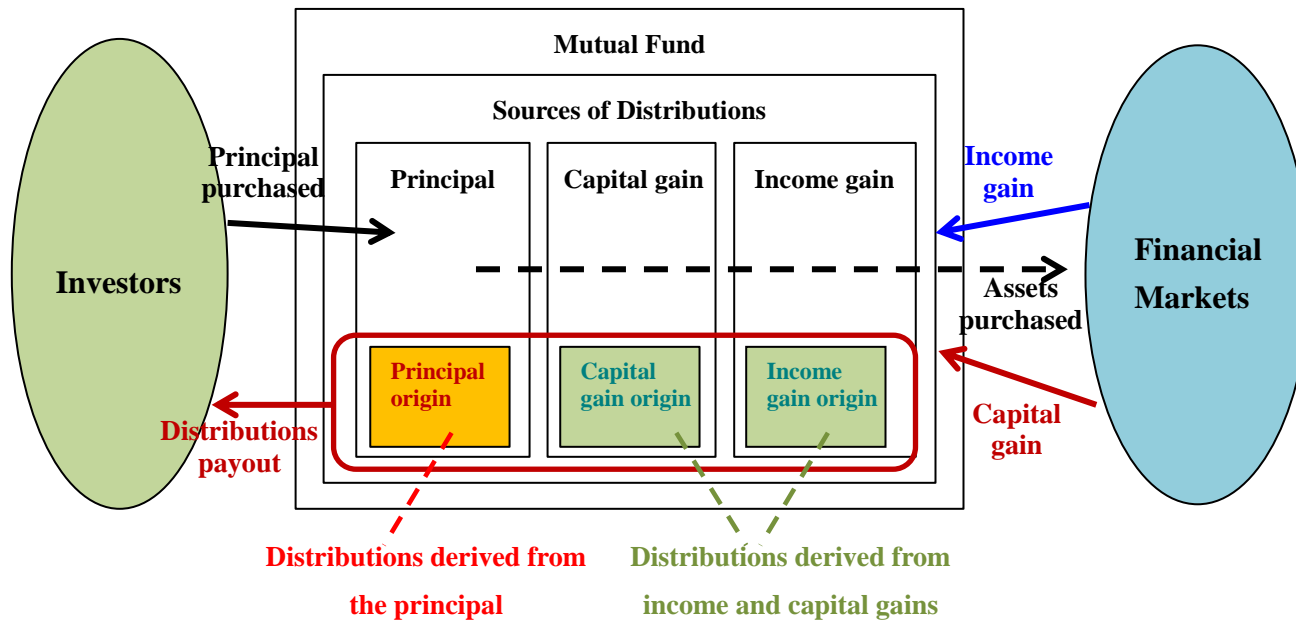 Mutual Fund
Sources of Distributions
Principal
purchased
Principal
Capital gain
Income gain
Income
gain
Investors
Financial
Markets
Assets
purchased
Principal
origin
Capital
gain origin
Income
gain origin
Distributions
payout
Capital
gain
Distributions derived from
the principal
Distributions derived from
income and capital gains